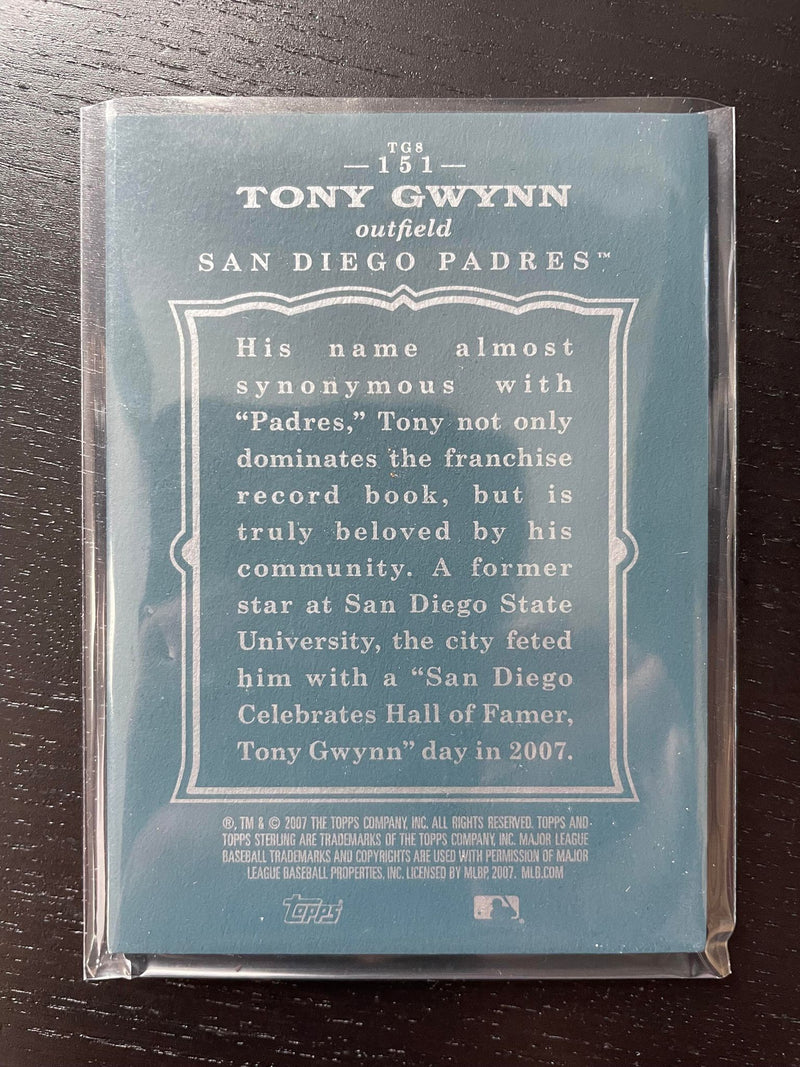 TG8
—151—
TONY GWYNN
outfield
SAN DIEGO PADRES™
His name almost
synonymous with
“Padres,” Tony not only
dominates the franchise
record book, but is
truly beloved by his
community. A former
star at San Diego State
University, the city feted
him with a “San Diego
Celebrates Hall of Famer,
Tony Gwynn” day in 2007.
®, TM & © 2007 THE TOPPS COMPANY, INC. ALL RIGHTS RESERVED. TOPPS AND
TOPPS STERLING ARE TRADEMARKS OF THE TOPPS COMPANY, INC. MAJOR LEAGUE
BASEBALL TRADEMARKS AND COPYRIGHTS ARE USED WITH PERMISSION OF MAJOR
LEAGUE BASEBALL PROPERTIES, INC. LICENSED BY MLBP, 2007. MLB.COM
topps ®